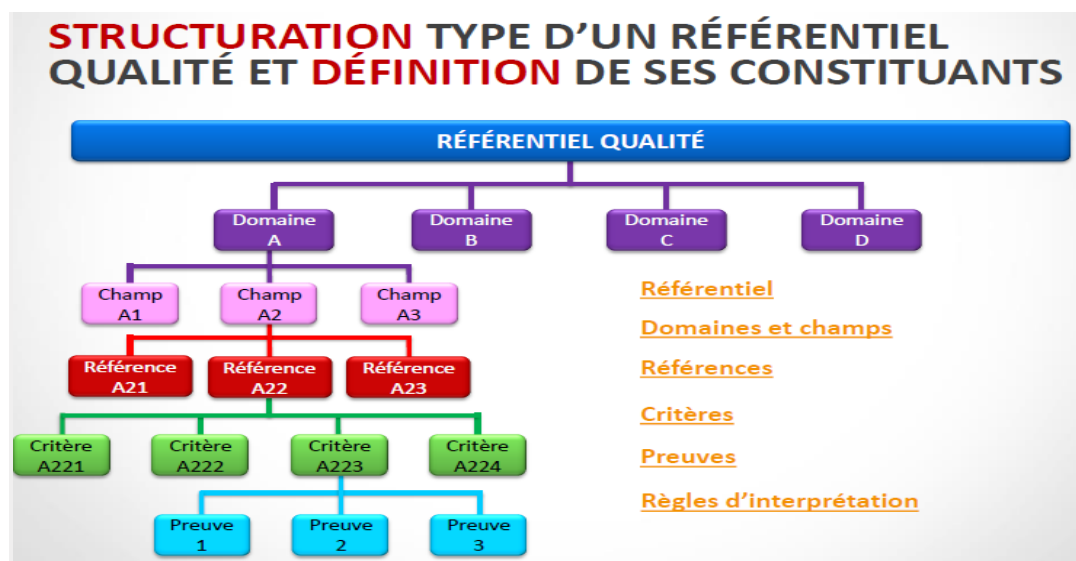 STRUCTURATION TYPE D'UN RÉFÉRENTIEL
QUALITÉ ET DÉFINITION DE SES CONSTITUANTS
RÉFÉRENTIEL QUALITÉ
Domaine
A
Domaine
B
Domaine
C
Domaine
D
Champ
A1
Champ
A2
Champ
A3
Référence
A21
Référence
A22
Référence
A23
Critère
A221
Critère
A222
Critère
A223
Critère
A224
Preuve
1
Preuve
2
Preuve
3
Référentiel
Domaines et champs
Références
Critères
Preuves
Règles d'interprétation